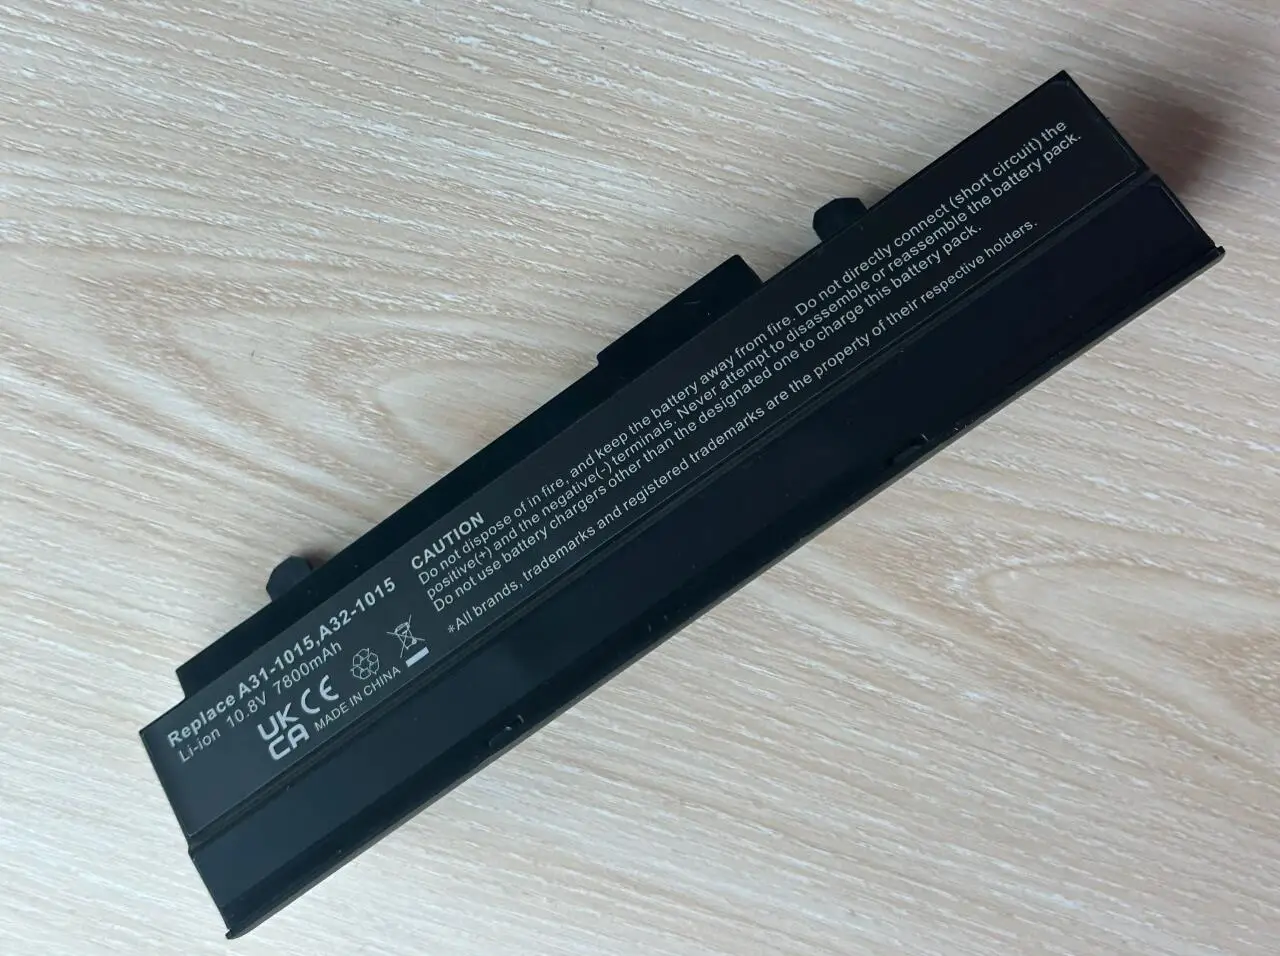 Replace A31-1015,A32-1015
Li-ion 10.8V 7800mAh
UK
CA
CE
MADE IN CHINA
CAUTION
Do not dispose of in fire, and keep the battery away from fire. Do not directly connect (short circuit) the
positive(+) and the negative(-) terminals. Never attempt to disassemble or reassemble the battery pack.
Do not use battery chargers other than the designated one to charge this battery pack.
*All brands, trademarks and registered trademarks are the property of their respective holders.